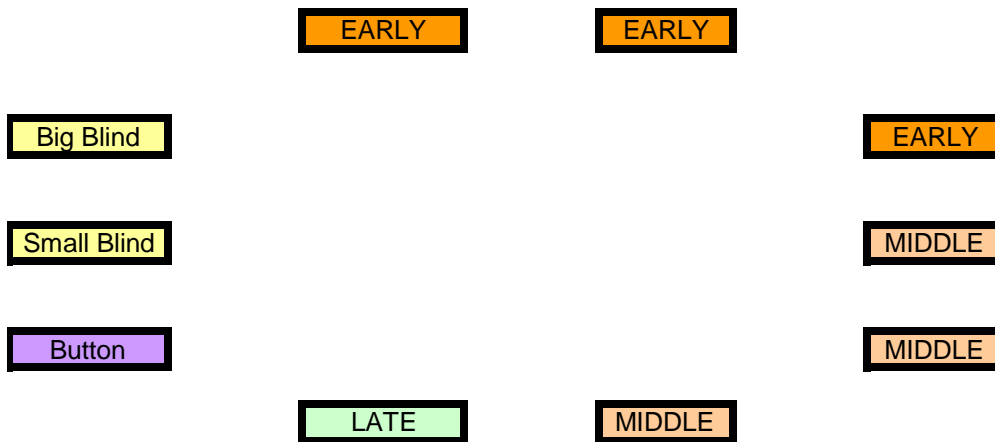 EARLY EARLY
Big Blind EARLY
Small Blind MIDDLE
Button MIDDLE
LATE MIDDLE